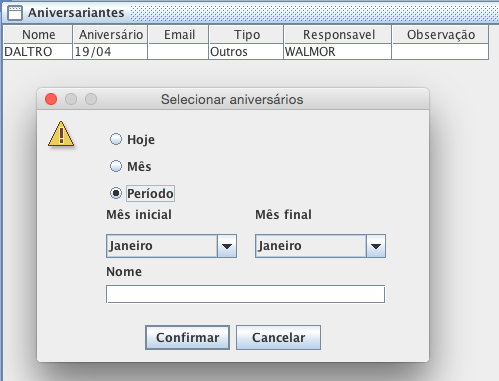 Aniversariantes
Nome Aniversário Email Tipo Responsavel Observação
DALTRO 19/04 Outros WALMOR
Selecionar aniversários
Hoje
Mês
Período
Mês inicial Mês final
Janeiro Janeiro
Nome
Confirmar Cancelar